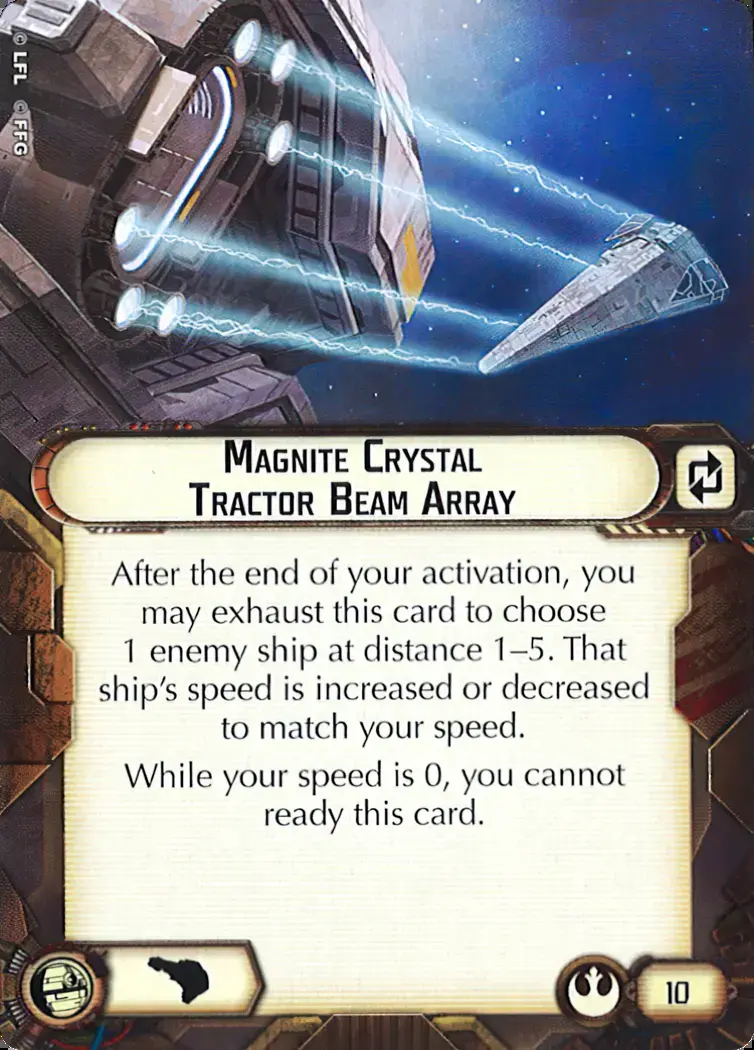 © LFL © FFG
Magnite Crystal
Tractor Beam Array
After the end of your activation, you
may exhaust this card to choose
1 enemy ship at distance 1–5. That
ship's speed is increased or decreased
to match your speed.
While your speed is 0, you cannot
ready this card.
10